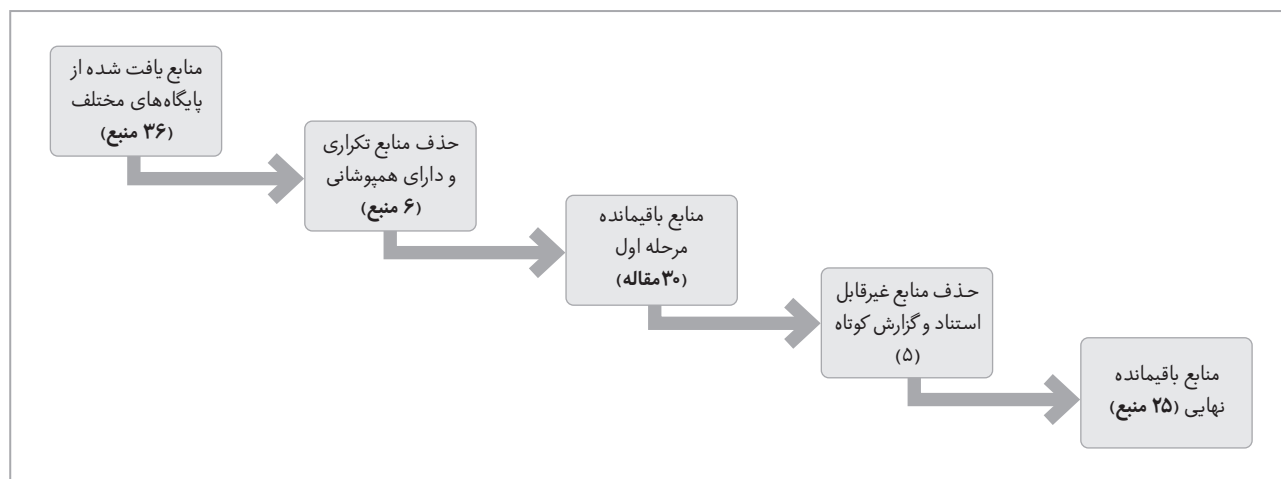 منابع یافت شده از
پایگاه‌های مختلف
(۳۶ منبع)
حذف منابع تکراری
و دارای همپوشانی
(۶ منبع)
منابع باقیمانده
مرحله اول
(۳۰مقاله)
حذف منابع غیرقابل
استناد و گزارش کوتاه
(۵)
منابع باقیمانده
نهایی (۲۵ منبع)